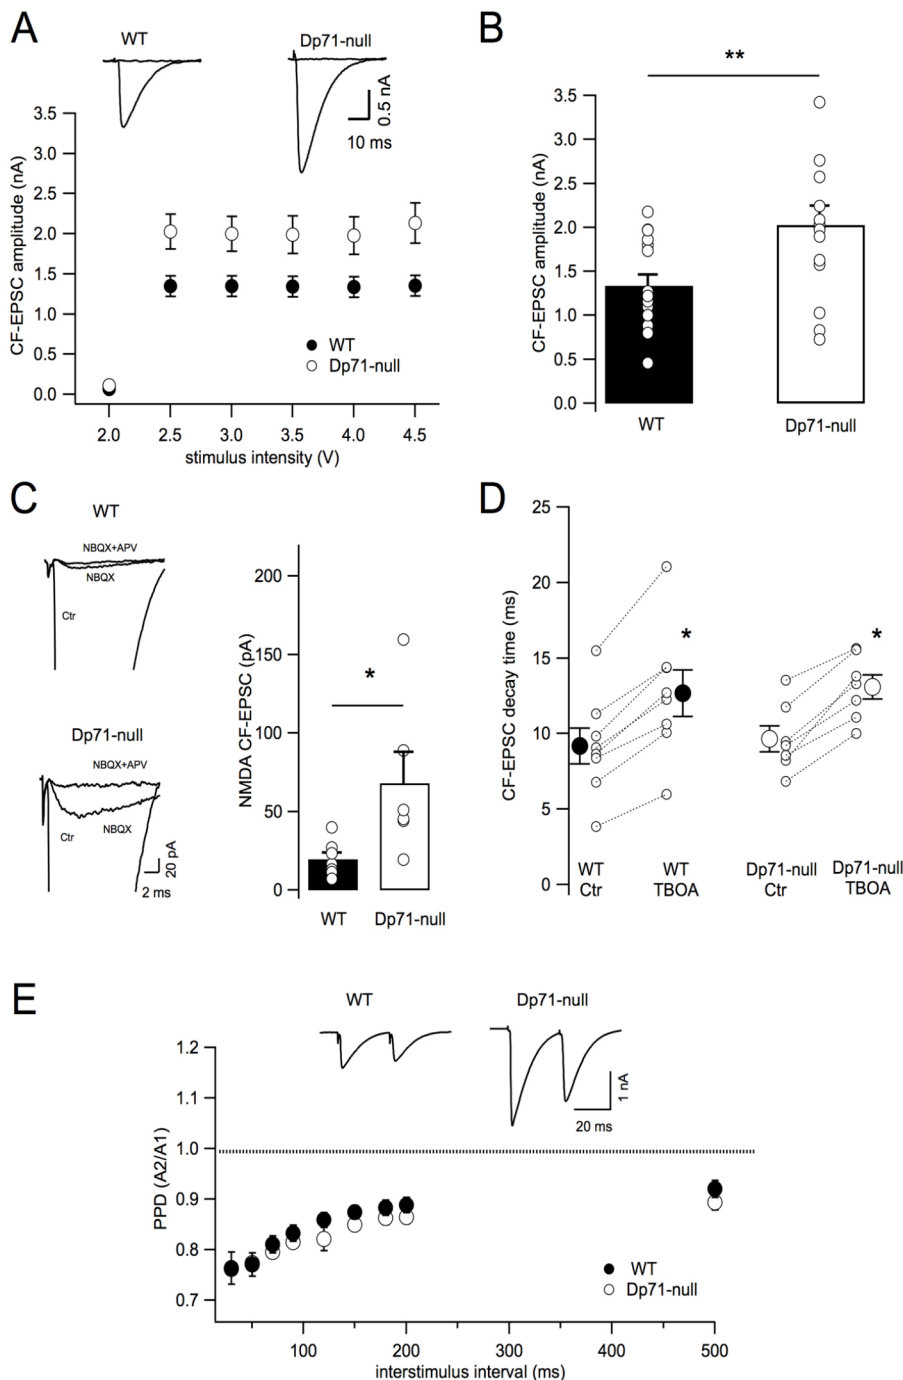 A
WT
Dp71-null
0.5 nA
10 ms
3.5
3.0
2.5
2.0
1.5
1.0
0.5
0.0
CF-EPSC amplitude (nA)
WT
Dp71-null
2.0 2.5 3.0 3.5 4.0 4.5
stimulus intensity (V)
B
**
3.5
3.0
2.5
2.0
1.5
1.0
0.5
0.0
CF-EPSC amplitude (nA)
WT Dp71-null
C
WT
NBQX+APV
NBQX
Ctr
Dp71-null
NBQX+APV
Ctr
NBQX
20 pA
2 ms
200
150
100
50
0
NMDA CF-EPSC (pA)
*
WT Dp71-null
D
25
20
15
10
5
0
CF-EPSC decay time (ms)
* *
WT WT Dp71-null Dp71-null
Ctr TBOA Ctr TBOA
E
WT Dp71-null
1 nA
20 ms
1.2
1.1
1.0
0.9
0.8
0.7
PPD (A2/A1)
WT
Dp71-null
100 200 300 400 500
interstimulus interval (ms)